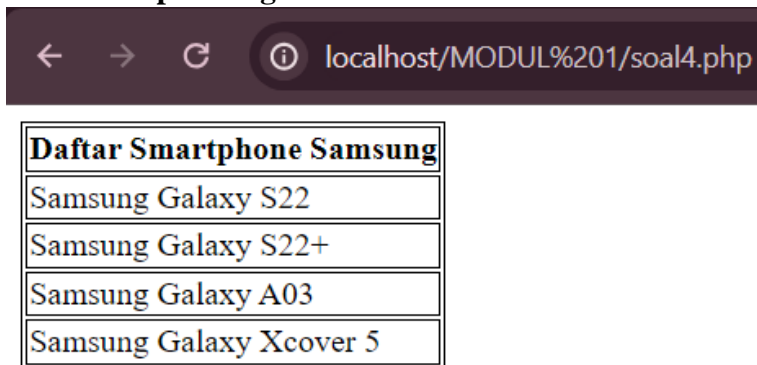 localhost/MODUL%201/soal4.php
Daftar Smartphone Samsung
Samsung Galaxy S22
Samsung Galaxy S22+
Samsung Galaxy A03
Samsung Galaxy Xcover 5